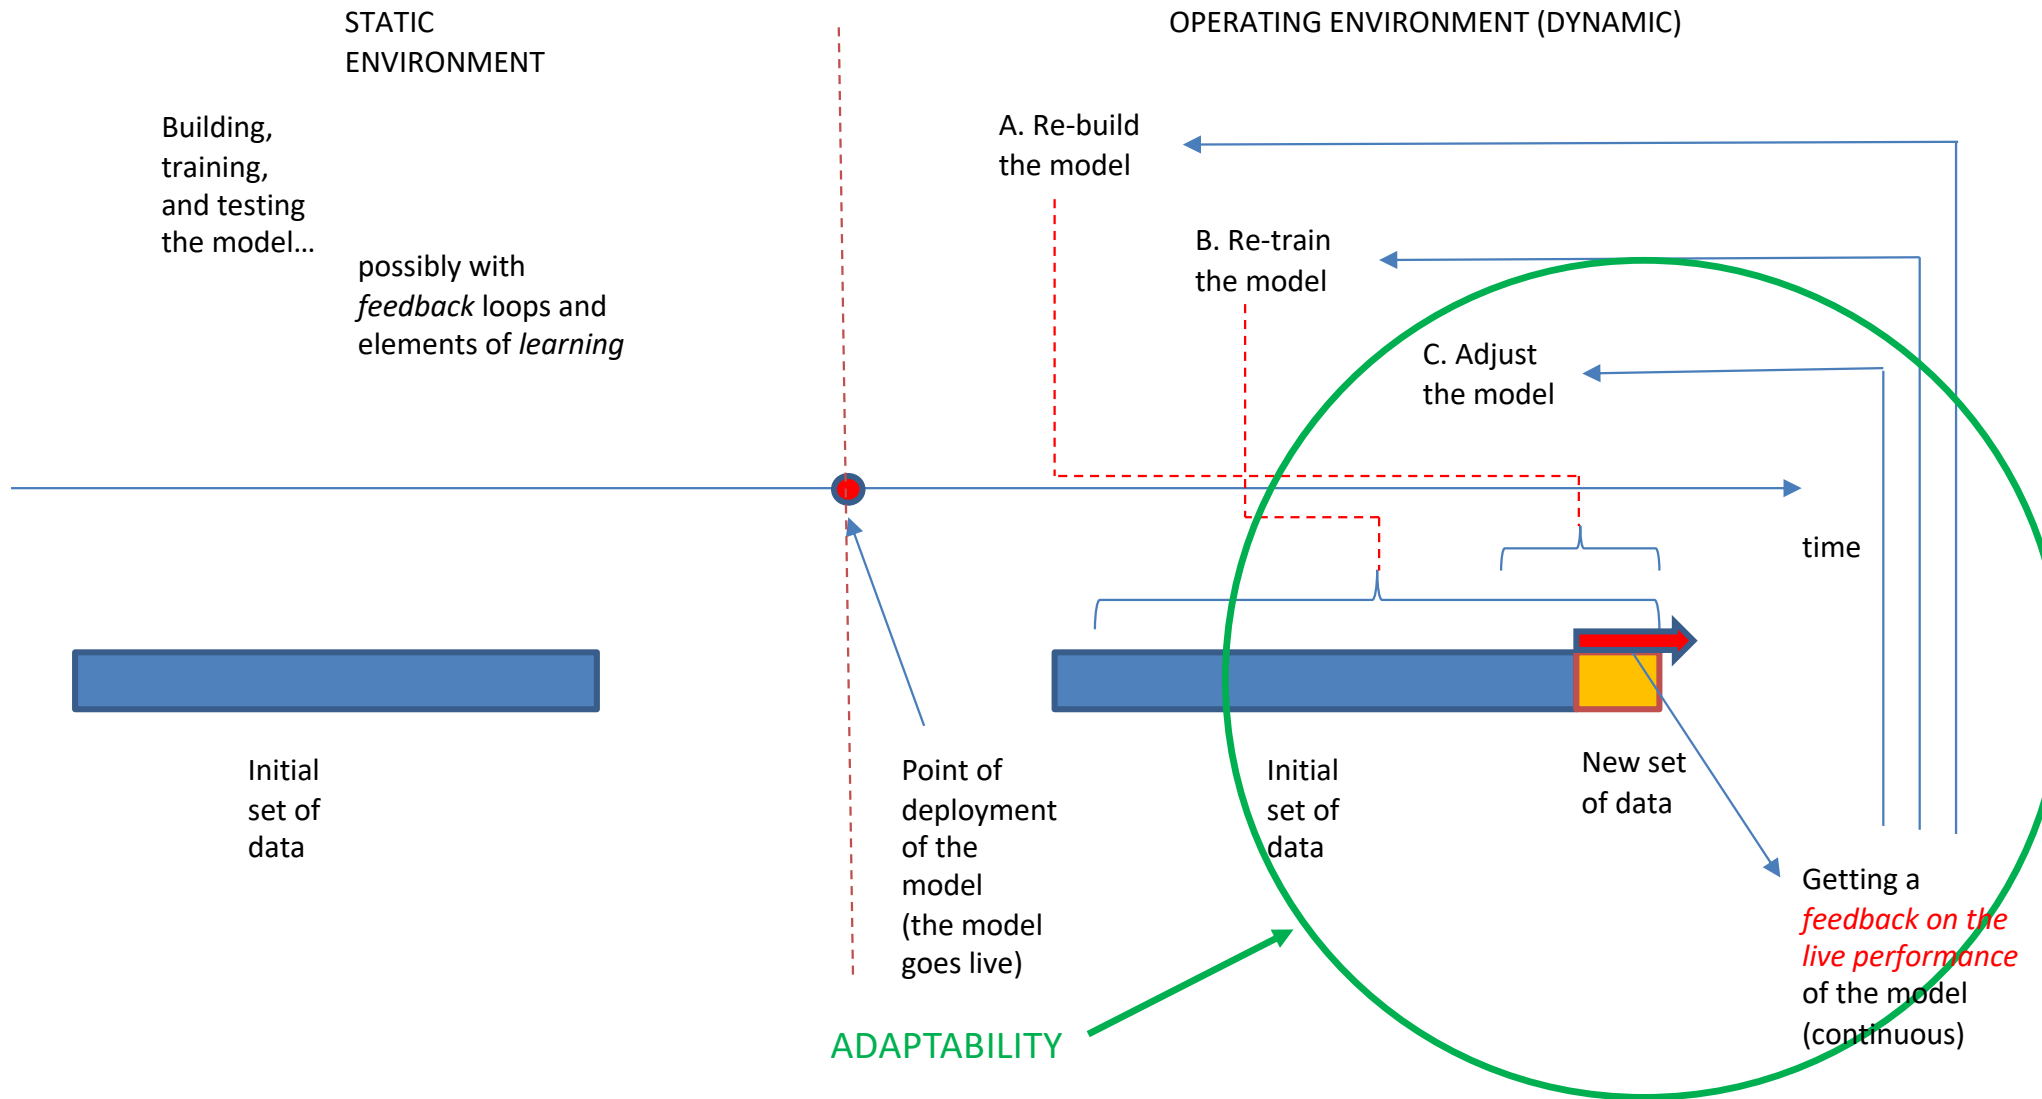 STATIC
ENVIRONMENT
OPERATING ENVIRONMENT (DYNAMIC)
Building,
training,
and testing
the model…
possibly with
feedback loops and
elements of learning
A. Re-build
the model
B. Re-train
the model
C. Adjust
the model
time
Initial
set of
data
Point of
deployment
of the
model
(the model
goes live)
Initial
set of
data
New set
of data
Getting a
feedback on the
live performance
of the model
(continuous)
ADAPTABILITY